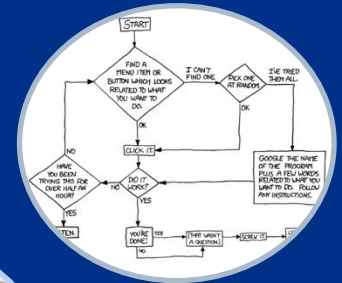 START
FIND A
MENU ITEM OR
BUTTON WHICH LOOKS
RELATED TO WHAT
YOU WANT TO
DO.
I CAN'T
FIND ONE
PICK ONE
AT RANDOM.
I'VE TRIED
THEM ALL.
OK
OK
CLICK IT.
NO
GOOGLE THE NAME
OF THE PROGRAM
PLUS A FEW WORDS
RELATED TO WHAT YOU
WANT TO DO. FOLLOW
ANY INSTRUCTIONS.
HAVE
YOU BEEN
TRYING THIS FOR
OVER HALF AN
HOUR?
NO
DID IT
WORK?
YES
YES
YOU'RE
DONE!
YES
NO
THAT WASN'T
A QUESTION.
SCREW IT.